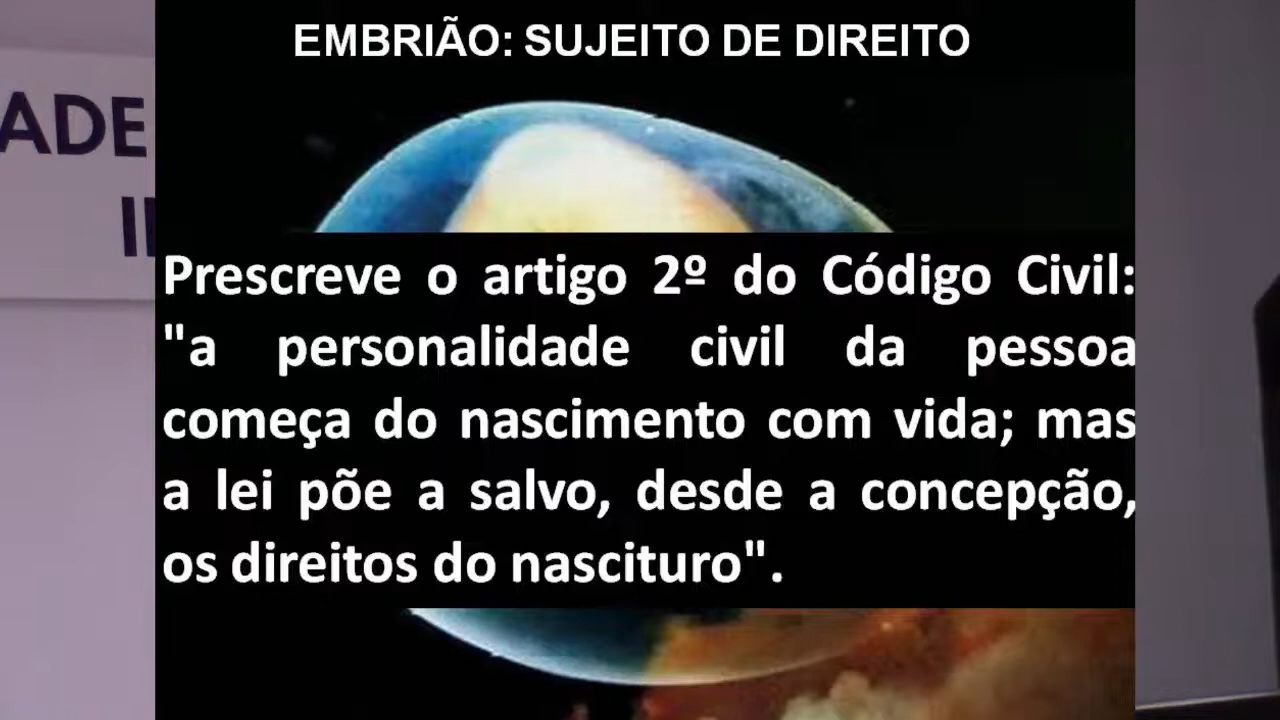 EMBRIÃO: SUJEITO DE DIREITO
ADE
Prescreve o artigo 2º do Código Civil:
"a personalidade civil da pessoa
começa do nascimento com vida; mas
a lei põe a salvo, desde a concepção,
os direitos do nascituro".